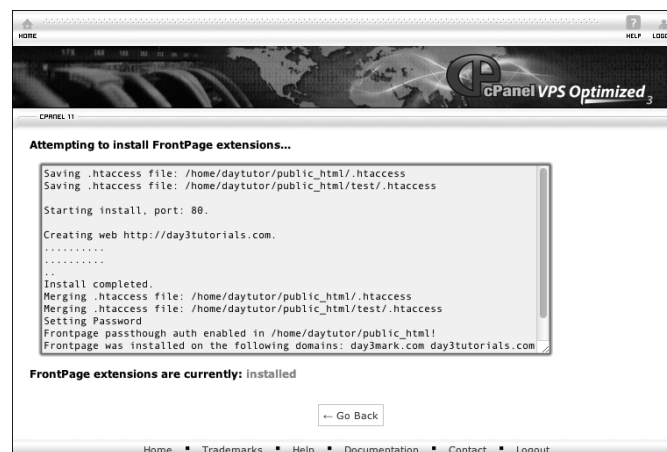 HOME
HELP
cPanel VPS Optimized 3
CPANEL 11
Attempting to install FrontPage extensions...
Saving .htaccess file: /home/daytutor/public_html/.htaccess
Saving .htaccess file: /home/daytutor/public_html/test/.htaccess
Starting install, port: 80.
Creating web http://day3tutorials.com.
..........
..........
..
Install completed.
Merging .htaccess file: /home/daytutor/public_html/.htaccess
Merging .htaccess file: /home/daytutor/public_html/test/.htaccess
Setting Password
Frontpage passthough auth enabled in /home/daytutor/public_html!
Frontpage was installed on the following domains: day3mark.com day3tutorials.com
FrontPage extensions are currently: installed
← Go Back
Home ▪ Trademarks ▪ Help ▪ Documentation ▪ Contact ▪ Logout